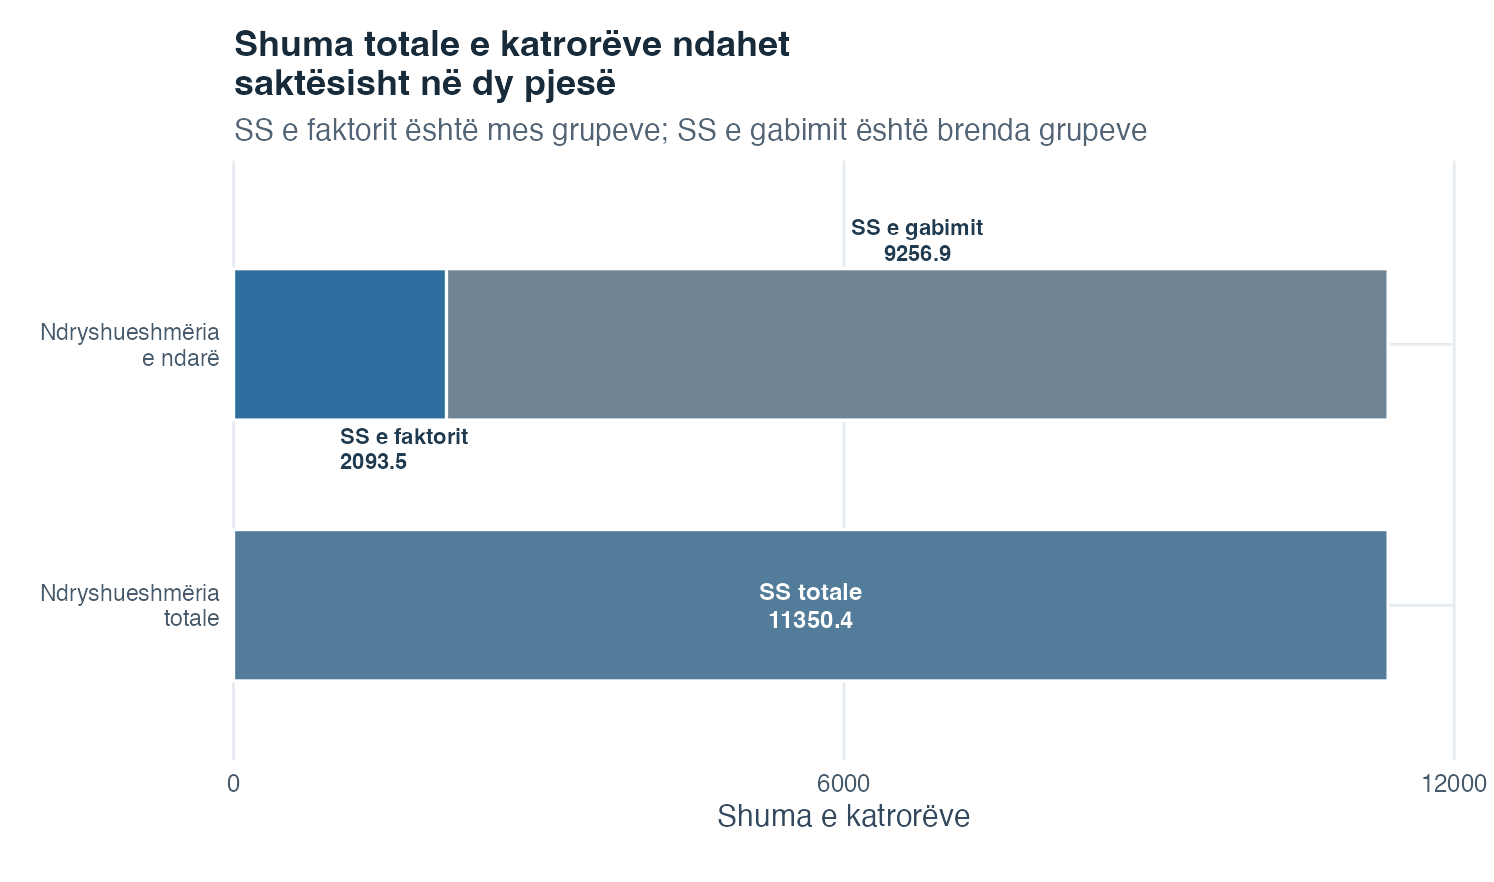 Shuma totale e katrorëve ndahet
saktësisht në dy pjesë
SS e faktorit është mes grupeve; SS e gabimit është brenda grupeve
SS e gabimit
9256.9
Ndryshueshmëria
e ndarë
SS e faktorit
2093.5
Ndryshueshmëria
totale
SS totale
11350.4
0
6000
12000
Shuma e katrorëve